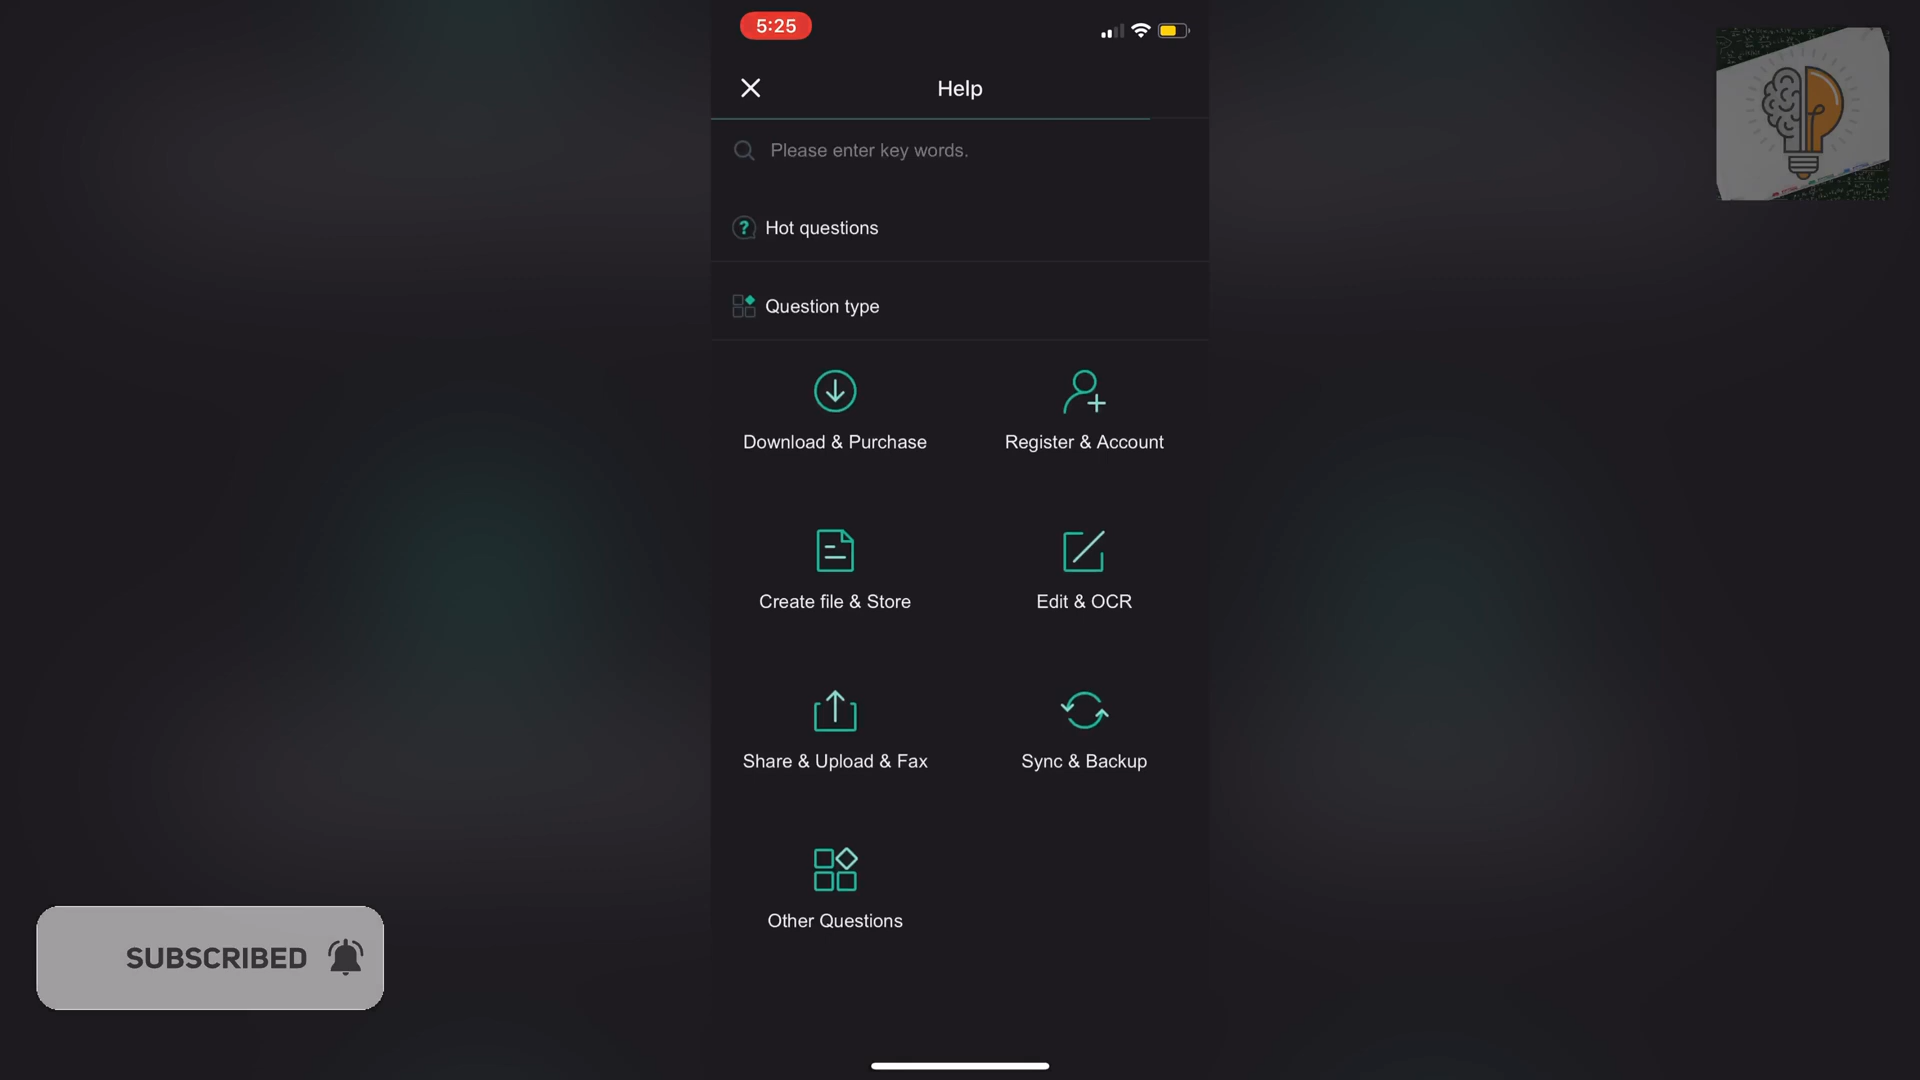 5:25
Help
Please enter key words.
Hot questions
Question type
Download & Purchase
Register & Account
Create file & Store
Edit & OCR
Share & Upload & Fax
Sync & Backup
Other Questions
SUBSCRIBED